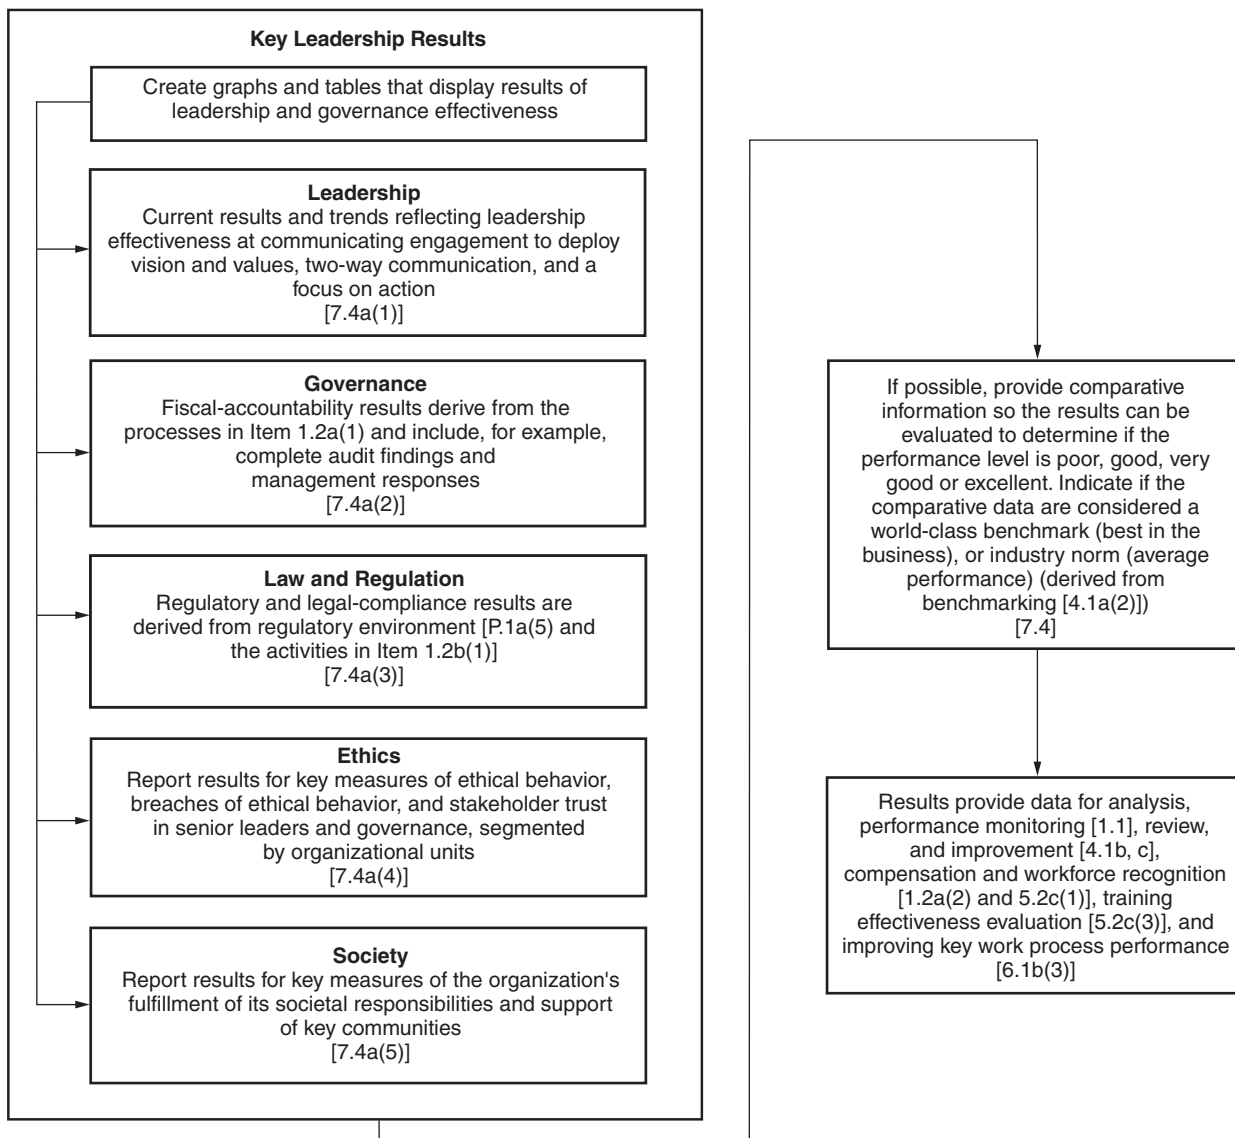 Key Leadership Results
Create graphs and tables that display results of
leadership and governance effectiveness
Leadership
Current results and trends reflecting leadership
effectiveness at communicating engagement to deploy
vision and values, two-way communication, and a
focus on action
[7.4a(1)]
Governance
Fiscal-accountability results derive from the
processes in Item 1.2a(1) and include, for example,
complete audit findings and
management responses
[7.4a(2)]
Law and Regulation
Regulatory and legal-compliance results are
derived from regulatory environment [P.1a(5) and
the activities in Item 1.2b(1)]
[7.4a(3)]
Ethics
Report results for key measures of ethical behavior,
breaches of ethical behavior, and stakeholder trust
in senior leaders and governance, segmented
by organizational units
[7.4a(4)]
Society
Report results for key measures of the organization's
fulfillment of its societal responsibilities and support
of key communities
[7.4a(5)]
If possible, provide comparative
information so the results can be
evaluated to determine if the
performance level is poor, good, very
good or excellent. Indicate if the
comparative data are considered a
world-class benchmark (best in the
business), or industry norm (average
performance) (derived from
benchmarking [4.1a(2)])
[7.4]
Results provide data for analysis,
performance monitoring [1.1], review,
and improvement [4.1b, c],
compensation and workforce recognition
[1.2a(2) and 5.2c(1)], training
effectiveness evaluation [5.2c(3)], and
improving key work process performance
[6.1b(3)]